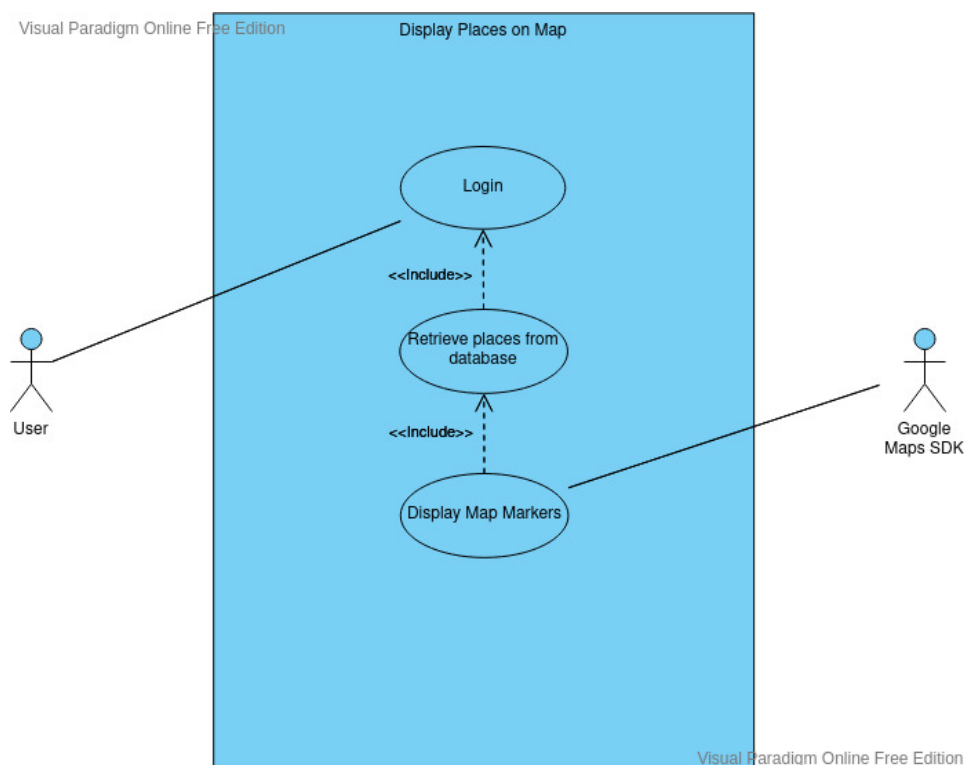 Visual Paradigm Online Free Edition
Display Places on Map
Login
<<Include>>
Retrieve places from
database
<<Include>>
User
Google
Maps SDK
Display Map Markers
Visual Paradigm Online Free Edition